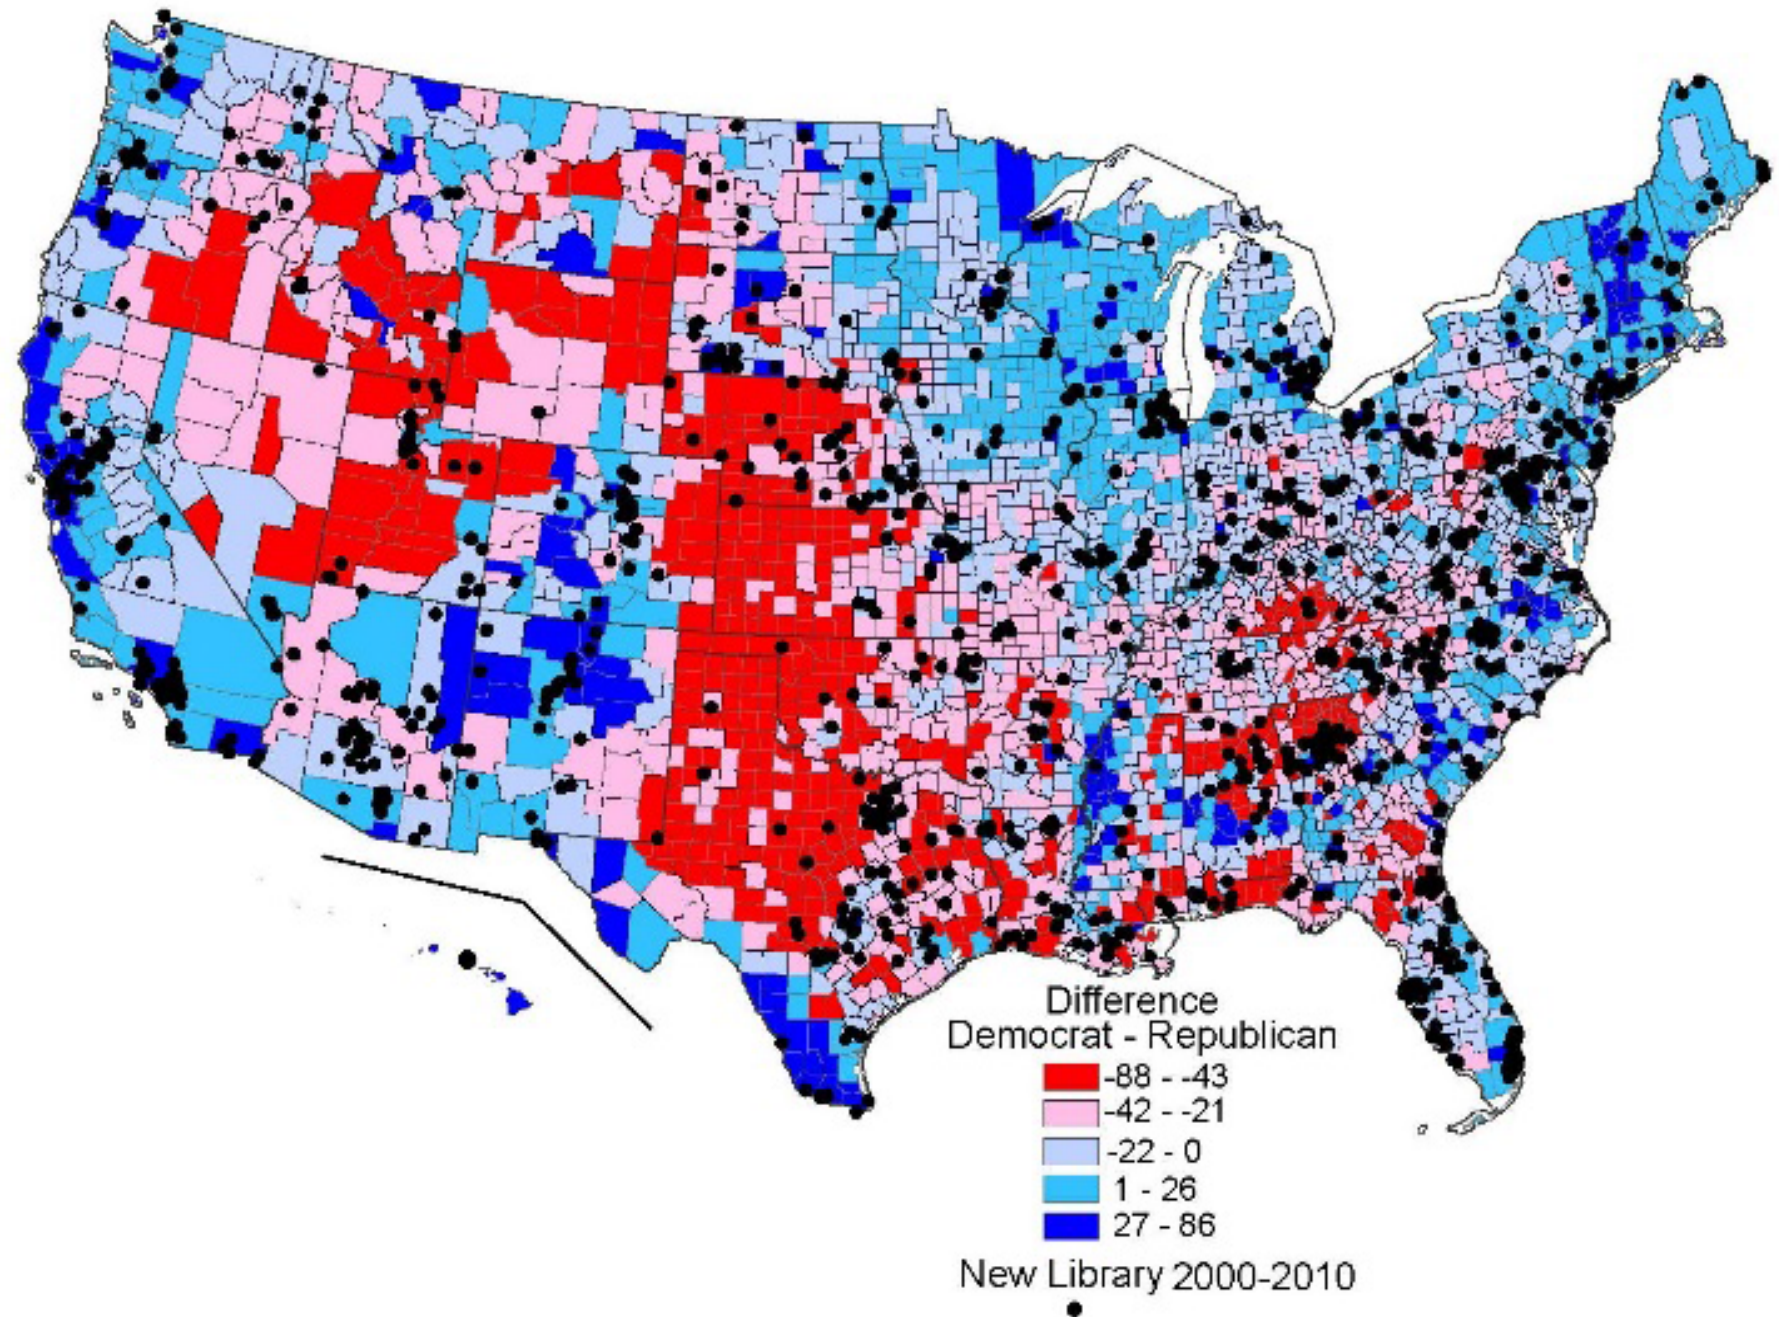 Difference
Democrat - Republican
-88 - -43
-42 - -21
-22 - 0
1 - 26
27 - 86
New Library 2000-2010